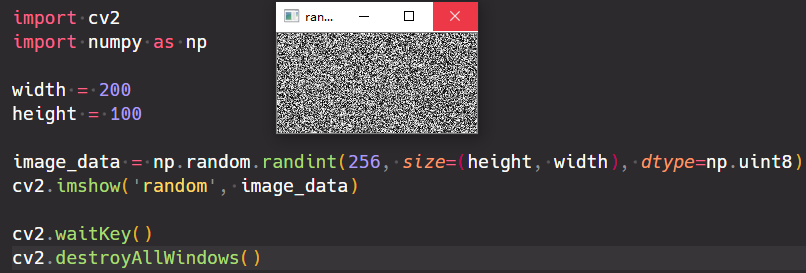 import cv2
import numpy as np
ran...
width = 200
height = 100
image_data = np.random.randint(256, size=(height, width), dtype=np.uint8)
cv2.imshow('random', image_data)
cv2.waitKey()
cv2.destroyAllWindows()